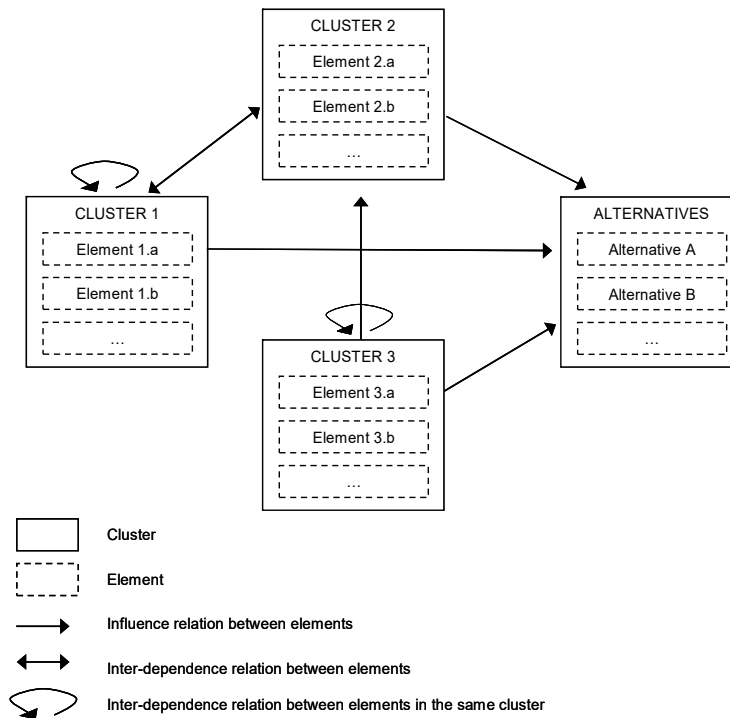 CLUSTER 2
Element 2.a
Element 2.b
...
CLUSTER 1
Element 1.a
Element 1.b
...
ALTERNATIVES
Alternative A
Alternative B
...
CLUSTER 3
Element 3.a
Element 3.b
...
Cluster
Element
Influence relation between elements
Inter-dependence relation between elements
Inter-dependence relation between elements in the same cluster